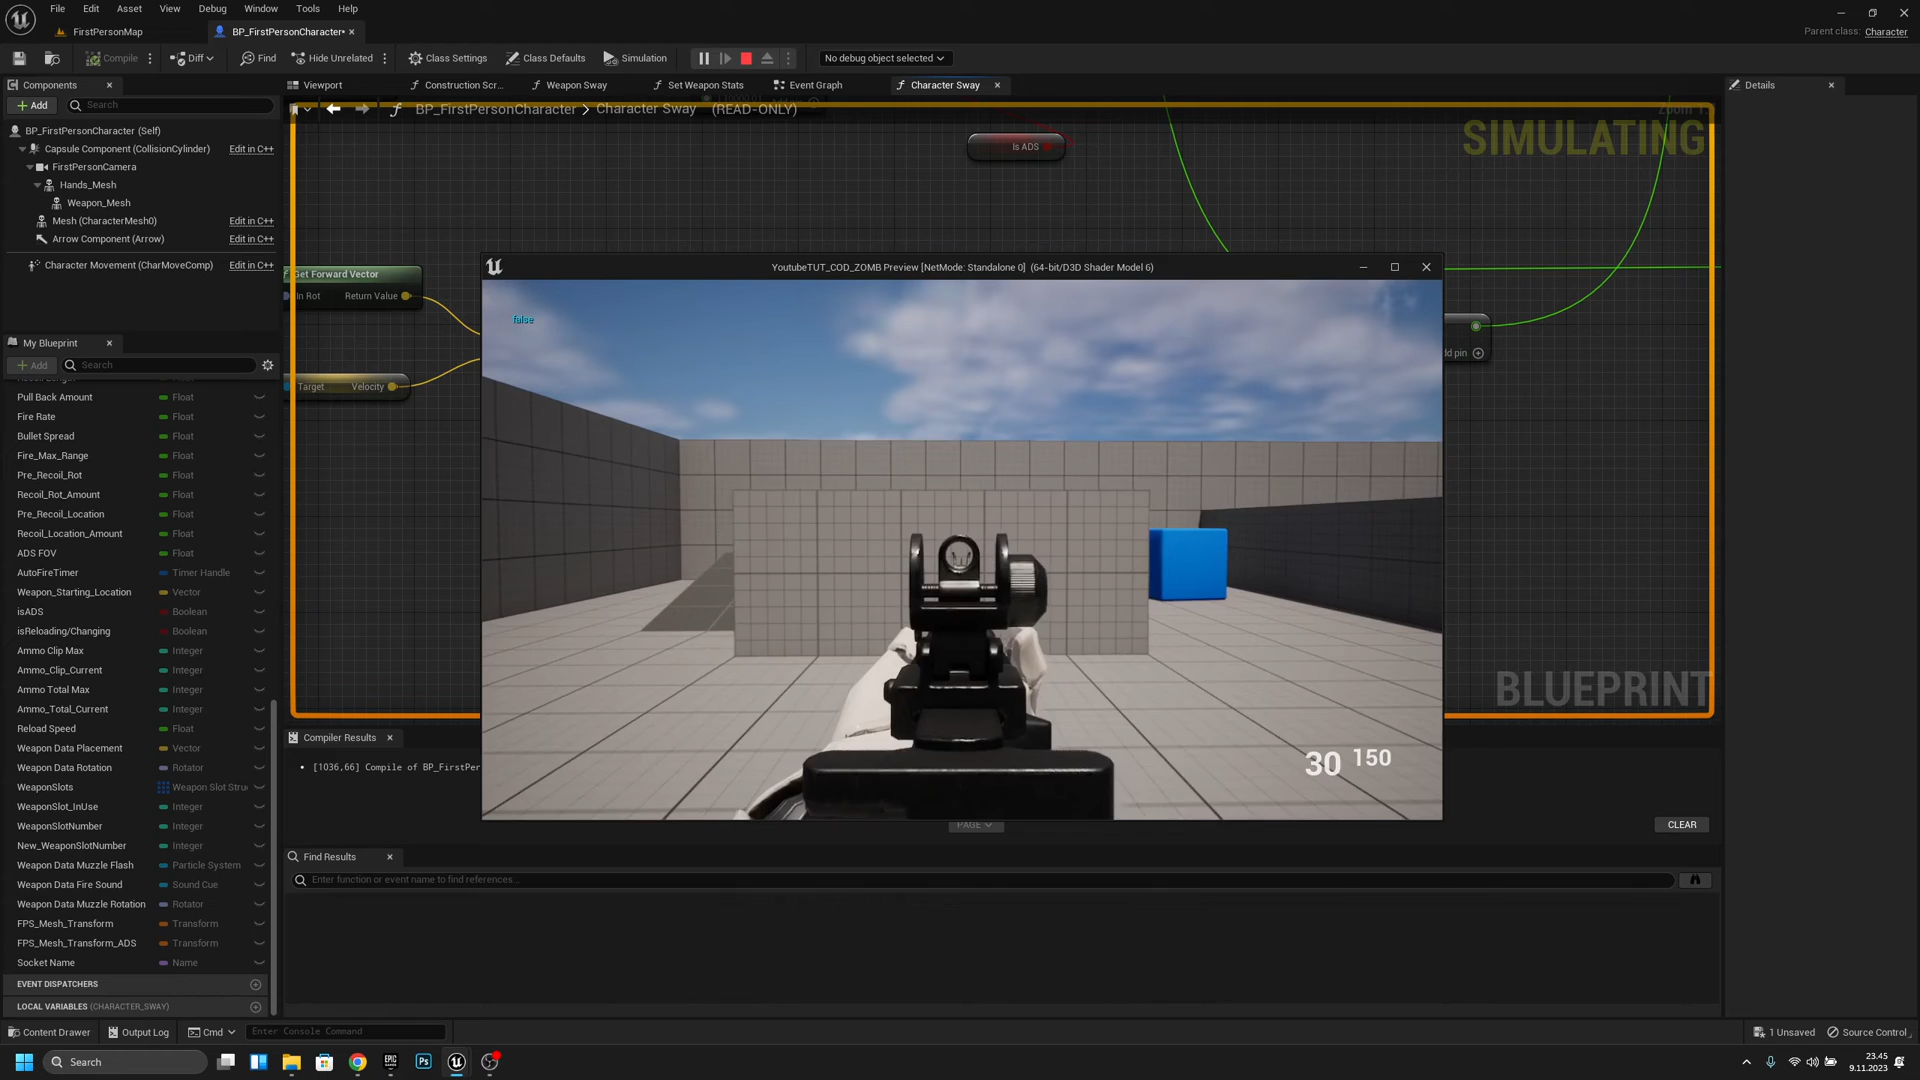 File Edit Asset View Debug Window Tools Help
FirstPersonMap
BP_FirstPersonCharacter•
Parent class: Character
Compile
Diff
Find
Hide Unrelated
Class Settings
Class Defaults
Simulation
No debug object selected
Components
Add
Search
BP_FirstPersonCharacter (Self)
Capsule Component (CollisionCylinder) Edit in C++
FirstPersonCamera
Hands_Mesh
Weapon_Mesh
Mesh (CharacterMesh0) Edit in C++
Arrow Component (Arrow) Edit in C++
Character Movement (CharMoveComp) Edit in C++
Viewport
Construction Scr...
Weapon Sway
Set Weapon Stats
Event Graph
Character Sway
Details
BP_FirstPersonCharacter > Character Sway (READ-ONLY)
SIMULATING
Is ADS
Get Forward Vector
In Rot Return Value
Target Velocity
YoutubeTUT_COD_ZOMB Preview [NetMode: Standalone 0] (64-bit/D3D Shader Model 6)
false
30 150
BLUEPRINT
My Blueprint
Add
Search
Pull Back Amount Float
Fire Rate Float
Bullet Spread Float
Fire_Max_Range Float
Pre_Recoil_Rot Float
Recoil_Rot_Amount Float
Pre_Recoil_Location Float
Recoil_Location_Amount Float
ADS FOV Float
AutoFireTimer Timer Handle
Weapon_Starting_Location Vector
isADS Boolean
isReloading/Changing Boolean
Ammo Clip Max Integer
Ammo_Clip_Current Integer
Ammo Total Max Integer
Ammo_Total_Current Integer
Reload Speed Float
Weapon Data Placement Vector
Weapon Data Rotation Rotator
WeaponSlots Weapon Slot Stru
WeaponSlot_InUse Integer
WeaponSlotNumber Integer
New_WeaponSlotNumber Integer
Weapon Data Muzzle Flash Particle System
Weapon Data Fire Sound Sound Cue
Weapon Data Muzzle Rotation Rotator
FPS_Mesh_Transform Transform
FPS_Mesh_Transform_ADS Transform
Socket Name Name
EVENT DISPATCHERS
LOCAL VARIABLES (CHARACTER_SWAY)
Compiler Results
[1036,66] Compile of BP_FirstPer
PAGE
CLEAR
Find Results
Enter function or event name to find references...
Content Drawer
Output Log
Cmd
Enter Console Command
1 Unsaved
Source Control
Search
EPIC
Ps
23.45
9.11.2023